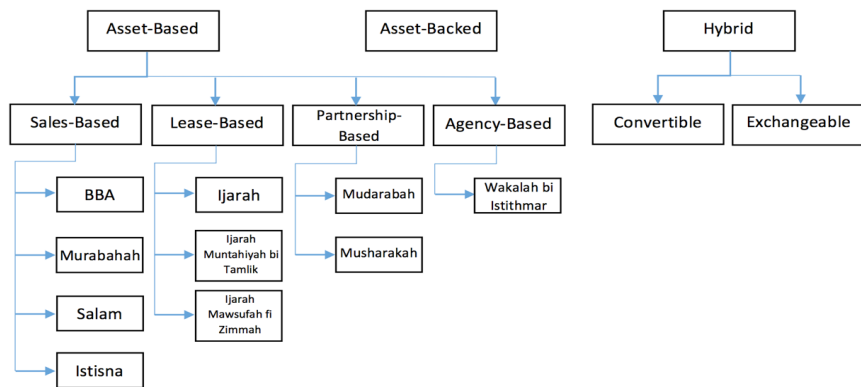 Asset-Based
Asset-Backed
Hybrid
Sales-Based
Lease-Based
Partnership-
Based
Agency-Based
Convertible
Exchangeable
BBA
Ijarah
Mudarabah
Wakalah bi
Istithmar
Murabahah
Ijarah
Muntahiyah bi
Tamlik
Musharakah
Salam
Ijarah
Mawsufah fi
Zimmah
Istisna